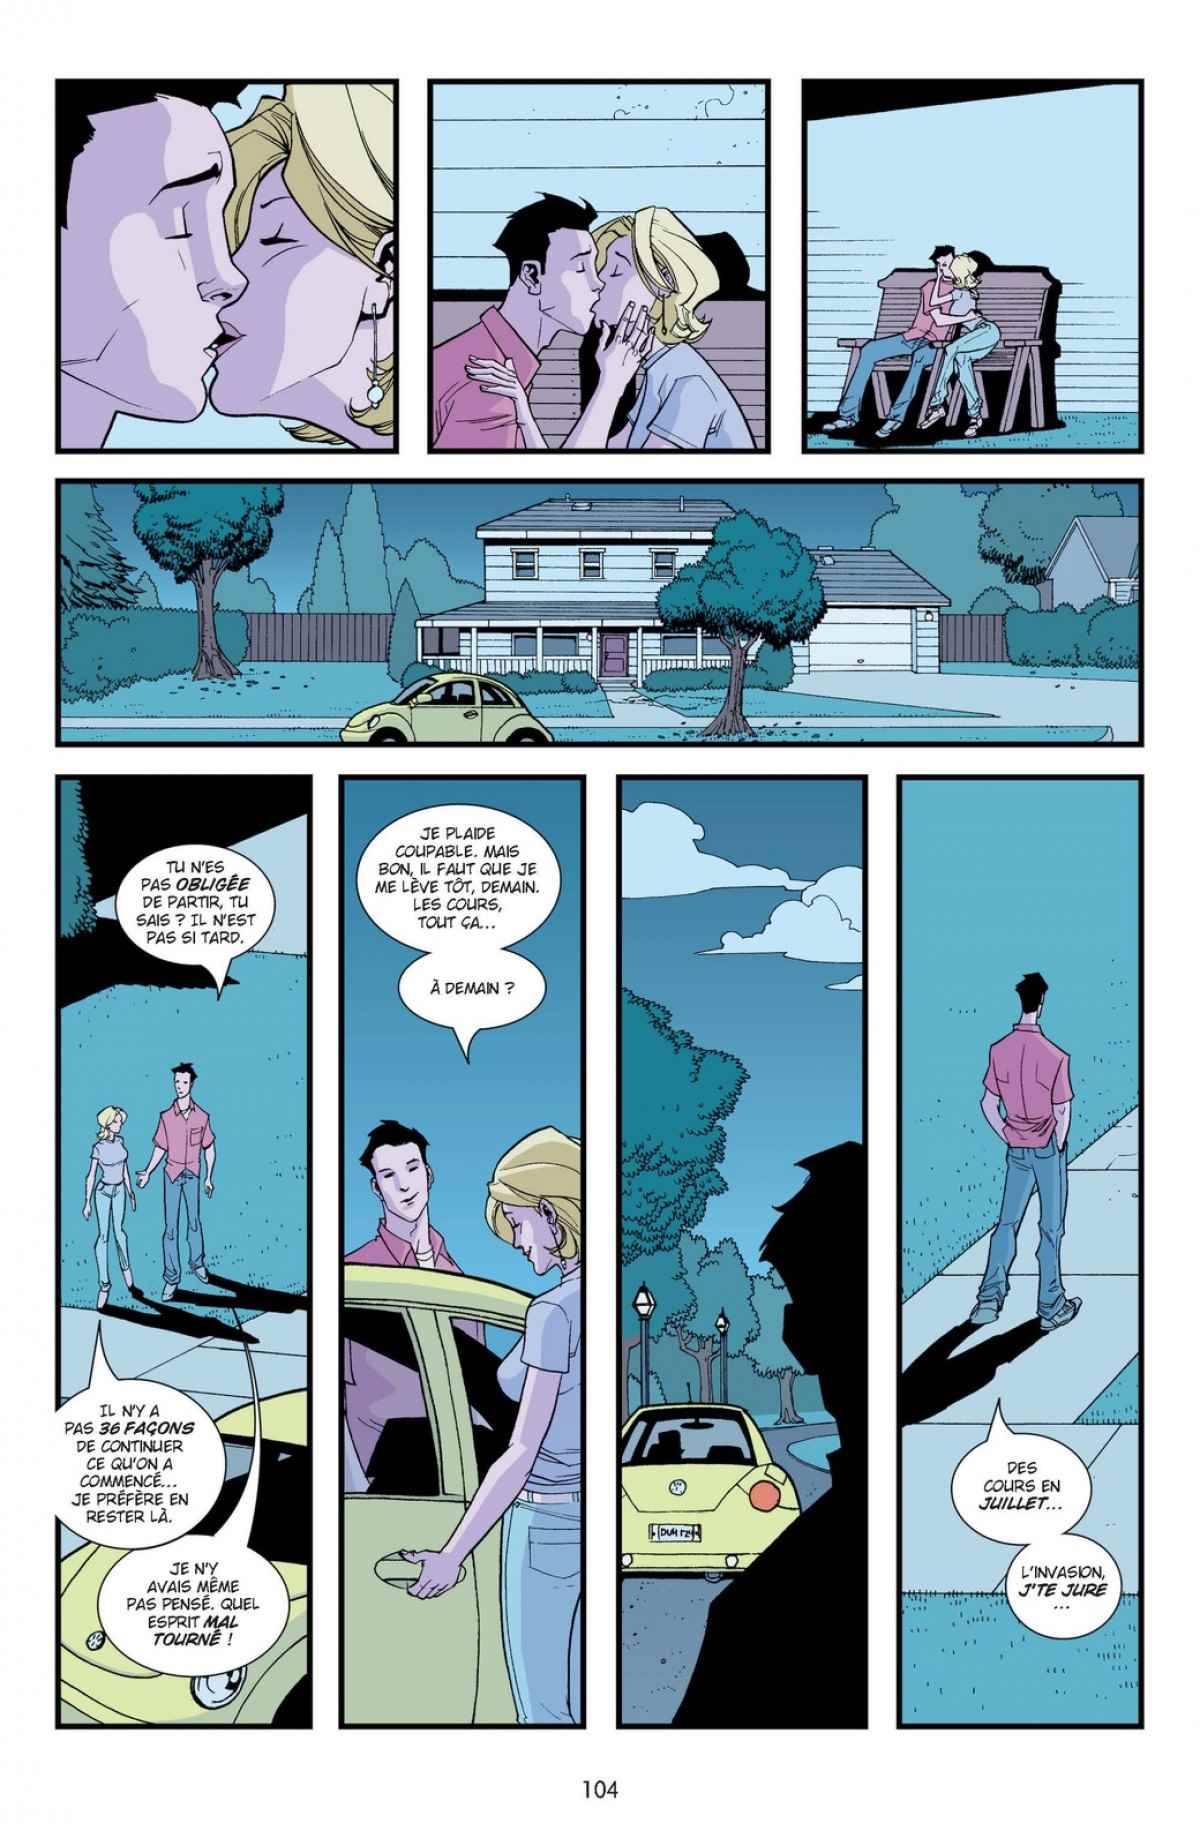 TU N'ES
PAS OBLIGÉE
DE PARTIR, TU
SAIS ? IL N'EST
PAS SI TARD.
IL N'Y A
PAS 36 FAÇONS
DE CONTINUER
CE QU'ON A
COMMENCÉ...
JE PRÉFÈRE EN
RESTER LÀ.
JE N'Y
AVAIS MÊME
PAS PENSÉ. QUEL
ESPRIT MAL
TOURNÉ !
JE PLAIDE
COUPABLE. MAIS
BON, IL FAUT QUE JE
ME LÈVE TÔT, DEMAIN.
LES COURS,
TOUT ÇA...
À DEMAIN ?
DES
COURS EN
JUILLET...
L'INVASION,
J'TE JURE
...
104